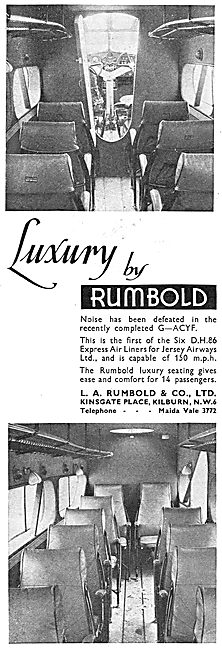 Luxury by
RUMBOLD
Noise has been defeated in the
recently completed G—ACYF.
This is the first of the Six D.H.86
Express Air Liners for Jersey Airways
Ltd., and is capable of 150 m.p.h.
The Rumbold luxury seating gives
ease and comfort for 14 passengers.
L. A. RUMBOLD & CO., LTD.
KINSGATE PLACE, KILBURN, N.W.6
Telephone - - - Maida Vale 3772